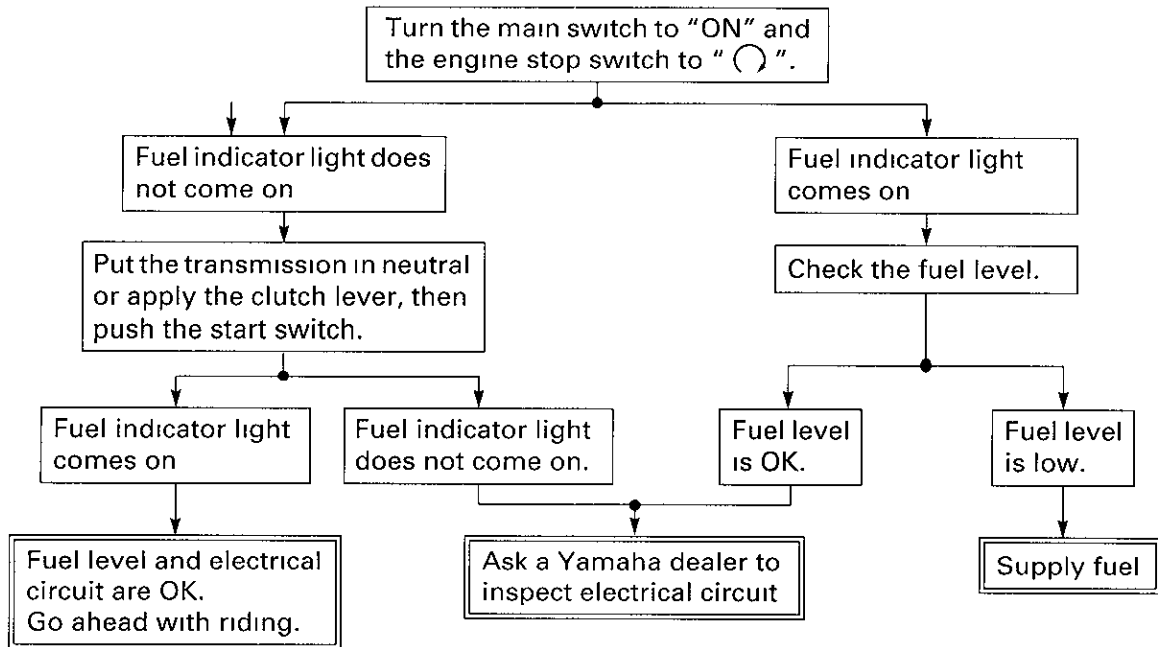 Turn the main switch to “ON” and
the engine stop switch to “ ”.
Fuel indicator light does
not come on
Fuel indicator light
comes on
Put the transmission in neutral
or apply the clutch lever, then
push the start switch.
Check the fuel level.
Fuel indicator light
comes on
Fuel indicator light
does not come on.
Fuel level
is OK.
Fuel level
is low.
Fuel level and electrical
circuit are OK.
Go ahead with riding.
Ask a Yamaha dealer to
inspect electrical circuit
Supply fuel